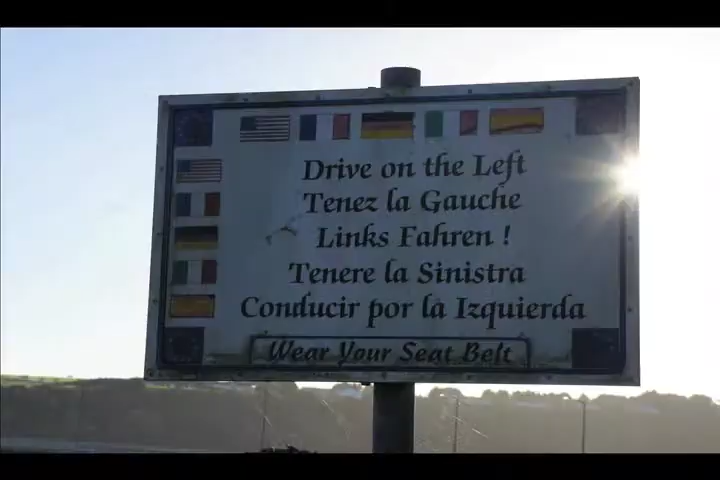 Drive on the Left
Tenez la Gauche
Links Fahren !
Tenere la Sinistra
Conducir por la Izquierda
Wear Your Seat Belt